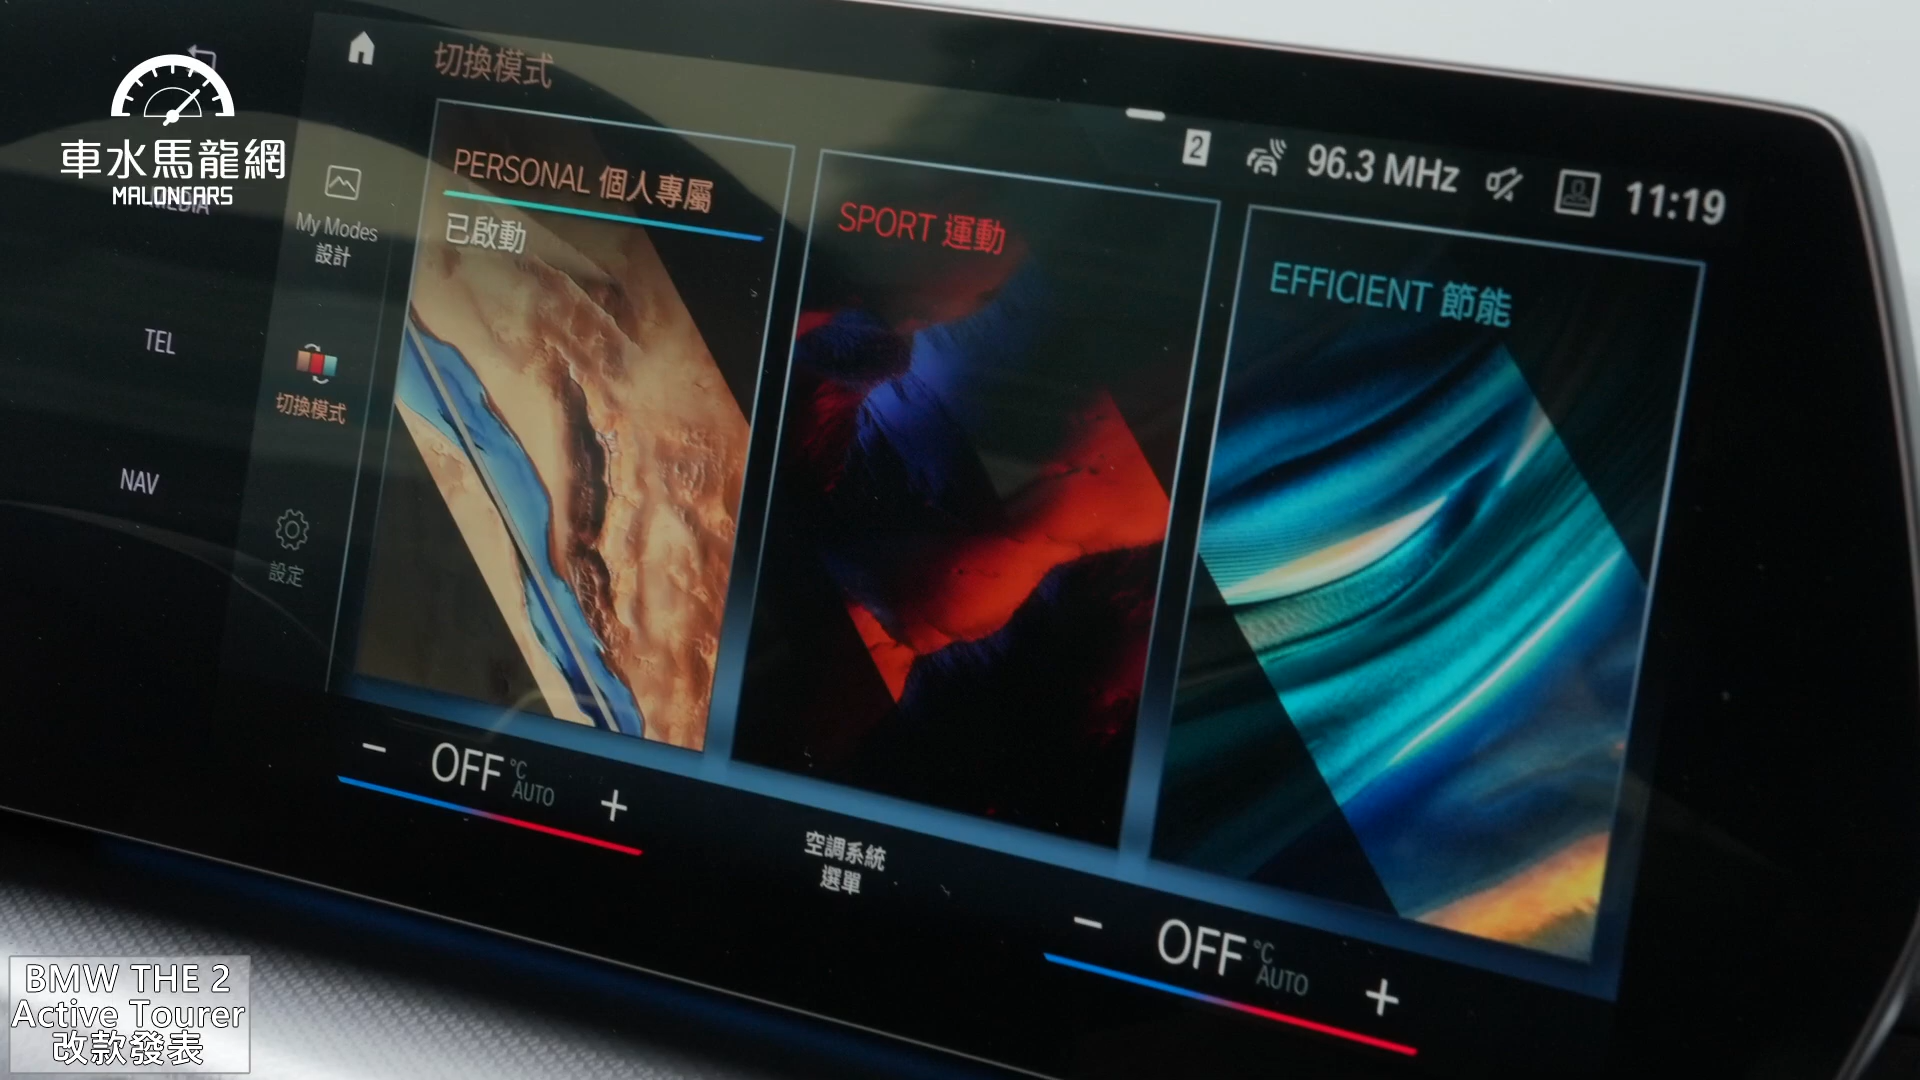 車水馬龍網
MALONCARS
MEDIA
TEL
NAV
切換模式
My Modes
設計
切換模式
設定
2
96.3 MHz
11:19
PERSONAL 個人專屬
已啟動
SPORT 運動
EFFICIENT 節能
- OFF °C AUTO +
空調系統
選單
- OFF °C AUTO +
BMW THE 2
Active Tourer
改款發表